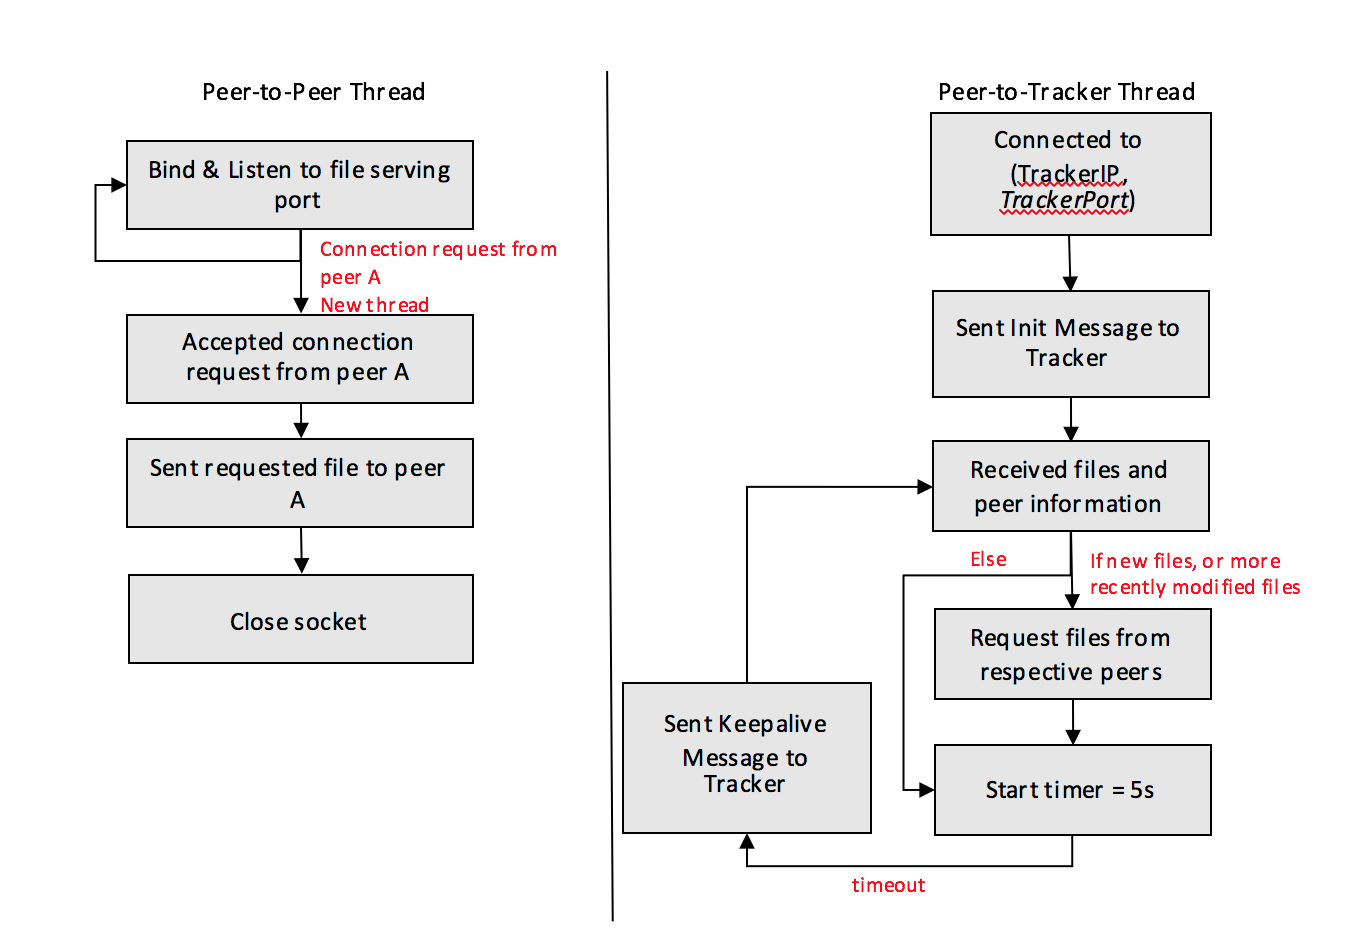 Peer-to-Peer Thread
Bind & Listen to file serving
port
Connection request from
peer A
New thread
Accepted connection
request from peer A
Sent requested file to peer
A
Close socket
Peer-to-Tracker Thread
Connected to
(TrackerIP,
TrackerPort)
Sent Init Message to
Tracker
Received files and
peer information
Else
If new files, or more
recently modified files
Request files from
respective peers
Start timer = 5s
timeout
Sent Keepalive
Message to
Tracker